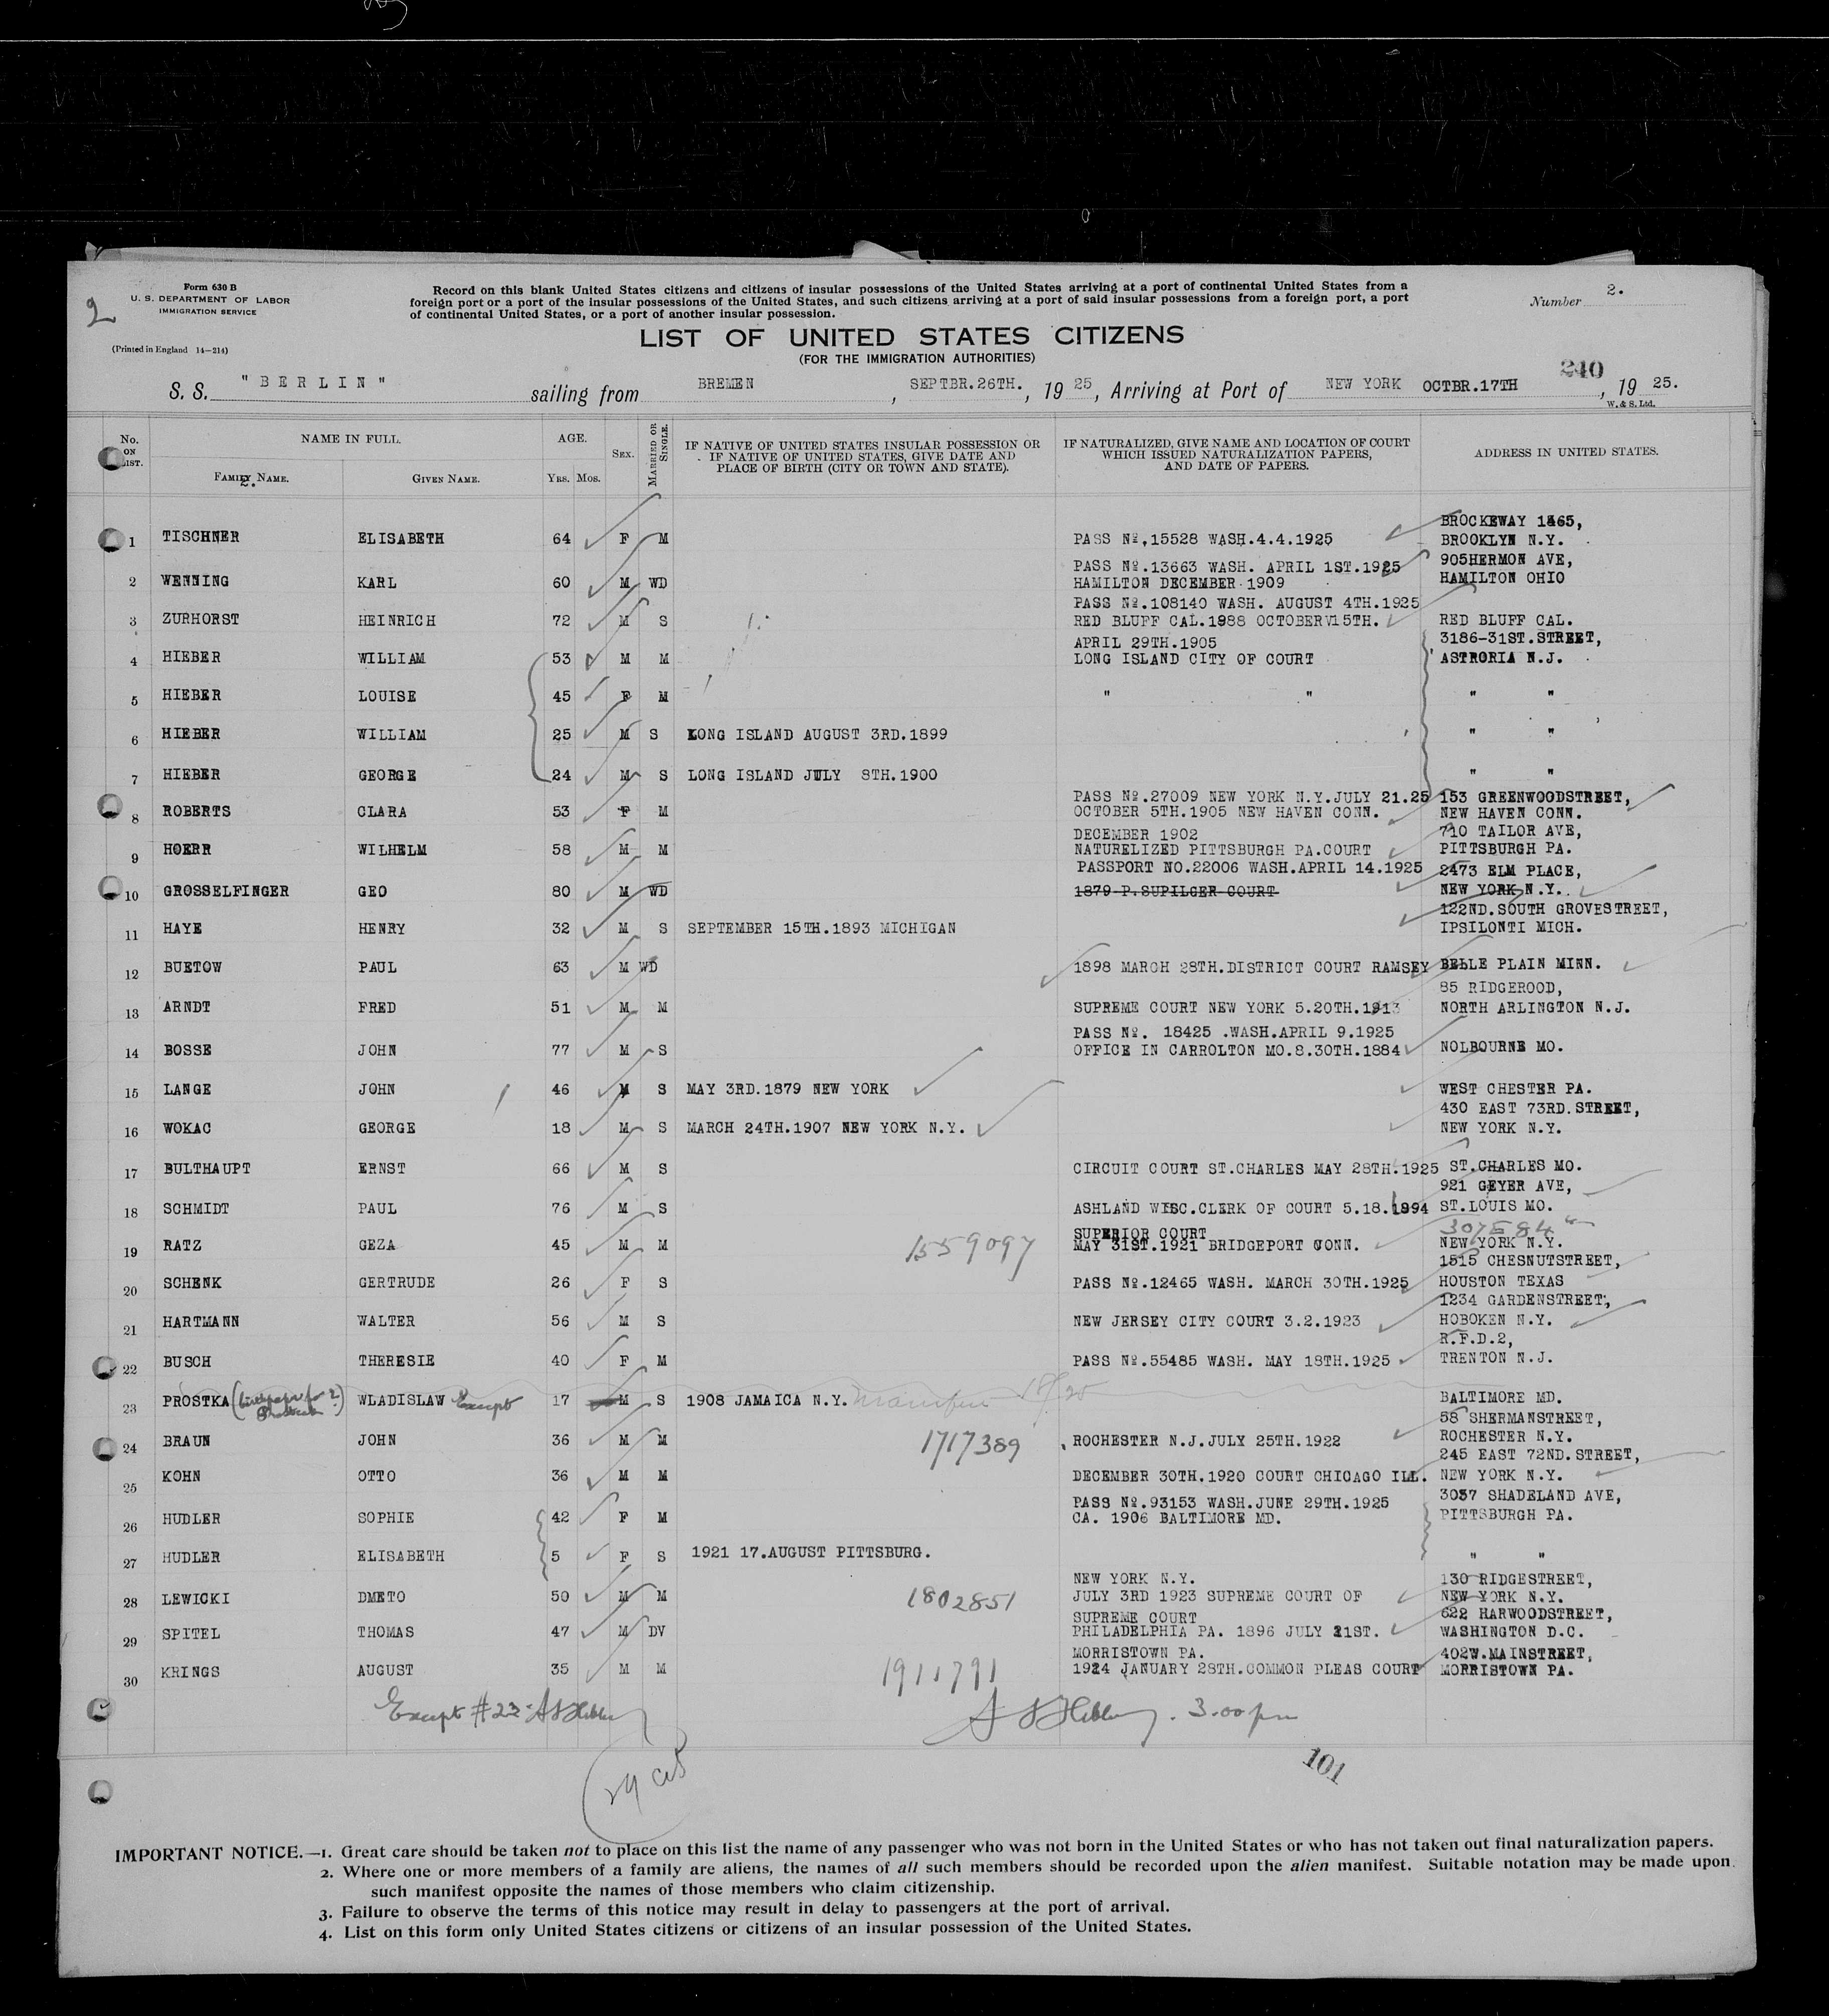 2
Form 630 B
U. S. DEPARTMENT OF LABOR
IMMIGRATION SERVICE
(Printed in England 14—214)
Record on this blank United States citizens and citizens of insular possessions of the United States arriving at a port of continental United States from a
foreign port or a port of the insular possessions of the United States, and such citizens arriving at a port of said insular possessions from a foreign port, a port
of continental United States, or a port of another insular possession.
Number 2.
LIST OF UNITED STATES CITIZENS
(FOR THE IMMIGRATION AUTHORITIES)
240
S. S. "BERLIN" sailing from BREMEN, SEPTBR.26TH., 1925, Arriving at Port of NEW YORK OCTBR.17TH, 1925.
W. & S. Ltd.
No. ON LIST. NAME IN FULL. AGE. SEX. MARRIED OR SINGLE. IF NATIVE OF UNITED STATES INSULAR POSSESSION OR IF NATIVE OF UNITED STATES, GIVE DATE AND PLACE OF BIRTH (CITY OR TOWN AND STATE). IF NATURALIZED, GIVE NAME AND LOCATION OF COURT WHICH ISSUED NATURALIZATION PAPERS, AND DATE OF PAPERS. ADDRESS IN UNITED STATES.
FAMILY NAME. GIVEN NAME. YRS. MOS.
BROCKEWAY 1465,
1 TISCHNER ELISABETH 64 F M PASS No.15528 WASH.4.4.1925 BROOKLYN N.Y.
PASS No.13663 WASH. APRIL 1ST.1925 905HERMON AVE,
2 WENNING KARL 60 M WD HAMILTON DECEMBER 1909 HAMILTON OHIO
PASS No.108140 WASH. AUGUST 4TH.1925
3 ZURHORST HEINRICH 72 M S RED BLUFF CAL.1988 OCTOBER 15TH. RED BLUFF CAL.
APRIL 29TH.1905 3186-31ST.STREET,
4 HIEBER WILLIAM 53 M M LONG ISLAND CITY OF COURT ASTRORIA N.J.
5 HIEBER LOUISE 45 F M " " " "
6 HIEBER WILLIAM 25 M S LONG ISLAND AUGUST 3RD.1899 " "
7 HIEBER GEORGE 24 M S LONG ISLAND JULY 8TH.1900 " "
PASS No.27009 NEW YORK N.Y.JULY 21.25 153 GREENWOODSTREET,
8 ROBERTS CLARA 53 F M OCTOBER 5TH.1905 NEW HAVEN CONN. NEW HAVEN CONN.
DECEMBER 1902 710 TAILOR AVE,
9 HOERR WILHELM 58 M M NATURELIZED PITTSBURGH PA.COURT PITTSBURGH PA.
PASSPORT NO.22006 WASH.APRIL 14.1925 2473 ELM PLACE,
10 GROSSELFINGER GEO 80 M WD 1879 P.SUPILGER COURT NEW YORK N.Y.
122ND.SOUTH GROVESTREET,
11 HAYE HENRY 32 M S SEPTEMBER 15TH.1893 MICHIGAN IPSILONTI MICH.
12 BUETOW PAUL 63 M WD 1898 MARCH 28TH.DISTRICT COURT RAMSEY BELLE PLAIN MINN.
85 RIDGEROOD,
13 ARNDT FRED 51 M M SUPREME COURT NEW YORK 5.20TH.1913 NORTH ARLINGTON N.J.
PASS No. 18425 .WASH.APRIL 9.1925
14 BOSSE JOHN 77 M S OFFICE IN CARROLTON MO.8.30TH.1884 NOLBOURNE MO.
15 LANGE JOHN 46 M S MAY 3RD.1879 NEW YORK WEST CHESTER PA.
430 EAST 73RD.STREET,
16 WOKAC GEORGE 18 M S MARCH 24TH.1907 NEW YORK N.Y. NEW YORK N.Y.
17 BULTHAUPT ERNST 66 M S CIRCUIT COURT ST.CHARLES MAY 28TH.1925 ST.CHARLES MO.
921 GEYER AVE,
18 SCHMIDT PAUL 76 M S ASHLAND WISC.CLERK OF COURT 5.18.1894 ST.LOUIS MO.
SUPERIOR COURT
19 RATZ GEZA 45 M M 1559097 MAY 31ST.1921 BRIDGEPORT CONN. NEW YORK N.Y.
1515 CHESNUTSTREET,
20 SCHENK GERTRUDE 26 F S PASS No.12465 WASH. MARCH 30TH.1925 HOUSTON TEXAS
1234 GARDENSTREET,
21 HARTMANN WALTER 56 M S NEW JERSEY CITY COURT 3.2.1923 HOBOKEN N.Y.
R.F.D.2,
22 BUSCH THERESIE 40 F M PASS No.55485 WASH. MAY 18TH.1925 TRENTON N.J.
23 PROSTKA WLADISLAW Except 17 M S 1908 JAMAICA N.Y. BALTIMORE MD.
58 SHERMANSTREET,
24 BRAUN JOHN 36 M M 1717389 ROCHESTER N.J.JULY 25TH.1922 ROCHESTER N.Y.
245 EAST 72ND.STREET,
25 KOHN OTTO 36 M M DECEMBER 30TH.1920 COURT CHICAGO ILL. NEW YORK N.Y.
PASS No.93153 WASH.JUNE 29TH.1925 3037 SHADELAND AVE,
26 HUDLER SOPHIE 42 F M CA. 1906 BALTIMORE MD. PITTSBURGH PA.
27 HUDLER ELISABETH 5 F S 1921 17.AUGUST PITTSBURG. " "
NEW YORK N.Y. 130 RIDGESTREET,
28 LEWICKI DMETO 50 M M 1802851 JULY 3RD 1923 SUPREME COURT OF NEW YORK N.Y.
SUPREME COURT 622 HARWOODSTREET,
29 SPITEL THOMAS 47 M DV PHILADELPHIA PA. 1896 JULY 21ST. WASHINGTON D.C.
MORRISTOWN PA. 402W.MAINSTREET,
30 KRINGS AUGUST 35 M M 1911791 1924 JANUARY 28TH.COMMON PLEAS COURT MORRISTOWN PA.
Except #23 3.00 pm
29
101
IMPORTANT NOTICE.—1. Great care should be taken not to place on this list the name of any passenger who was not born in the United States or who has not taken out final naturalization papers.
2. Where one or more members of a family are aliens, the names of all such members should be recorded upon the alien manifest. Suitable notation may be made upon
such manifest opposite the names of those members who claim citizenship.
3. Failure to observe the terms of this notice may result in delay to passengers at the port of arrival.
4. List on this form only United States citizens or citizens of an insular possession of the United States.